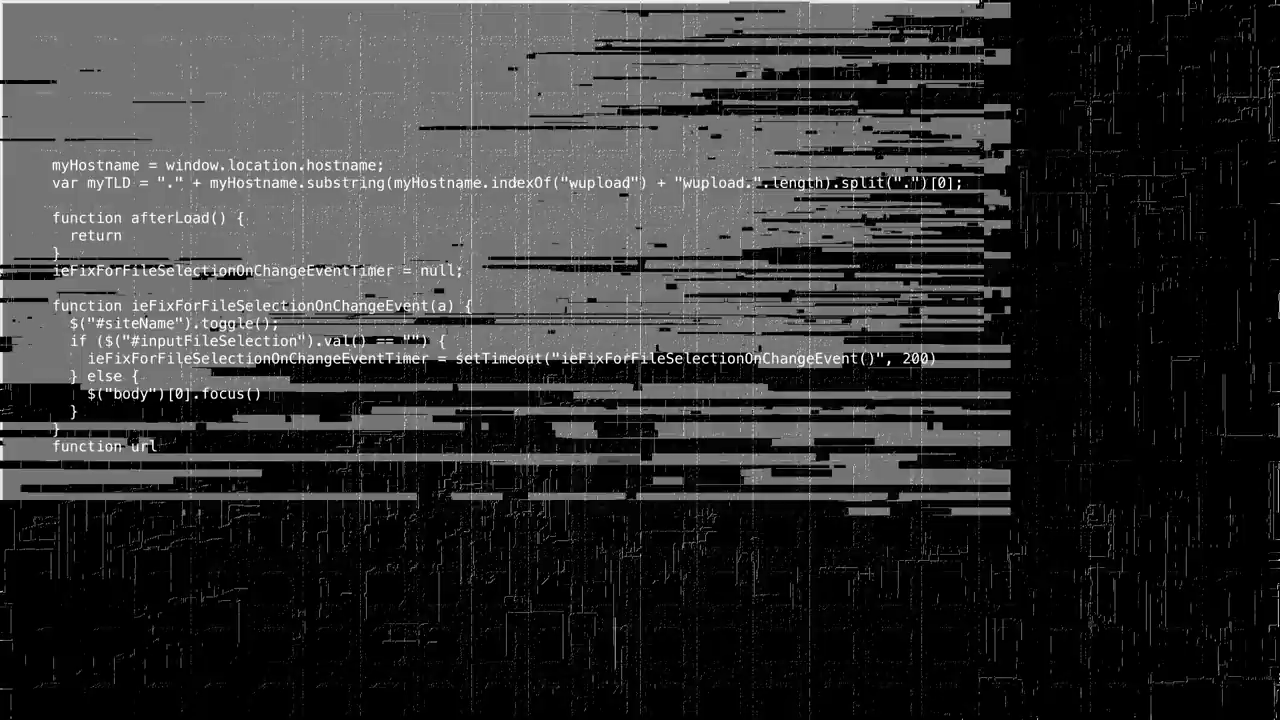 myHostname = window.location.hostname;
var myTLD = "." + myHostname.substring(myHostname.indexOf("wupload") + "wupload.".length).split(".")[0];
function afterLoad() {
return
}
ieFixForFileSelectionOnChangeEventTimer = null;
function ieFixForFileSelectionOnChangeEvent(a) {
$("#siteName").toggle();
if ($("#inputFileSelection").val() == "") {
ieFixForFileSelectionOnChangeEventTimer = setTimeout("ieFixForFileSelectionOnChangeEvent()", 200)
} else {
$("body")[0].focus()
}
}
function url